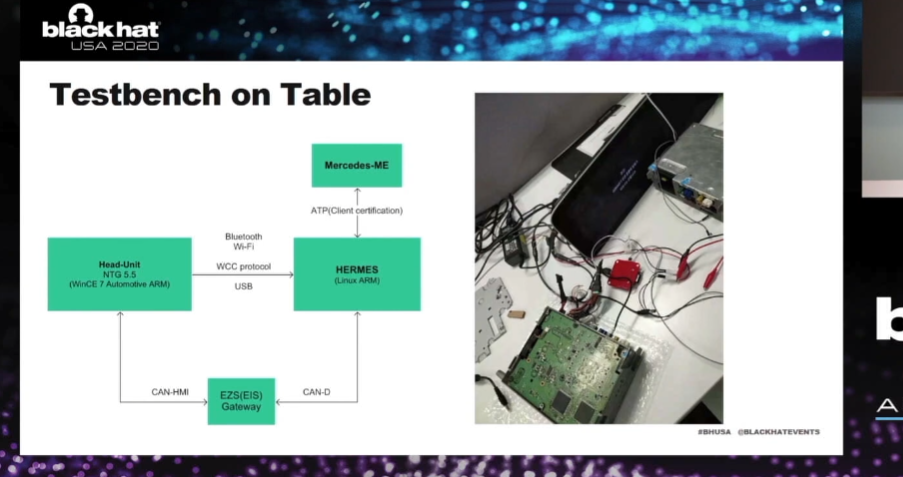 black hat
USA 2020
Testbench on Table
Mercedes-ME
ATP(Client certification)
Bluetooth
Wi-Fi
WCC protocol
USB
Head-Unit
NTG 5.5
(WinCE 7 Automotive ARM)
HERMES
(Linux ARM)
CAN-HMI
EZS(EIS)
Gateway
CAN-D
#BHUSA @BLACKHATEVENTS
b
A